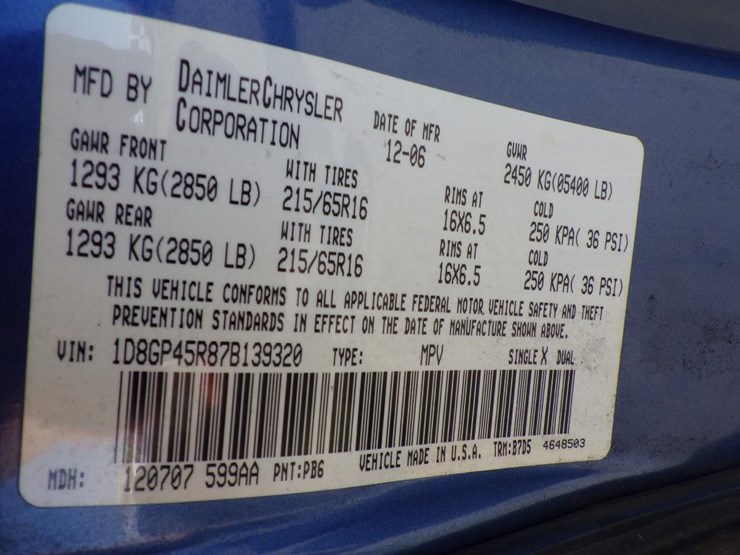 MFD BY DAIMLERCHRYSLER CORPORATION
DATE OF MFR 12-06
GVWR 2450 KG(05400 LB)
GAWR FRONT 1293 KG(2850 LB)
WITH TIRES 215/65R16
RIMS AT 16X6.5
COLD 250 KPA( 36 PSI)
GAWR REAR 1293 KG(2850 LB)
WITH TIRES 215/65R16
RIMS AT 16X6.5
COLD 250 KPA( 36 PSI)
THIS VEHICLE CONFORMS TO ALL APPLICABLE FEDERAL MOTOR VEHICLE SAFETY AND THEFT
PREVENTION STANDARDS IN EFFECT ON THE DATE OF MANUFACTURE SHOWN ABOVE.
VIN: 1D8GP45R87B139320 TYPE: MPV SINGLE X DUAL
MDH: 120707 599AA PNT:PB6 VEHICLE MADE IN U.S.A. TRM:B7D5 4648503